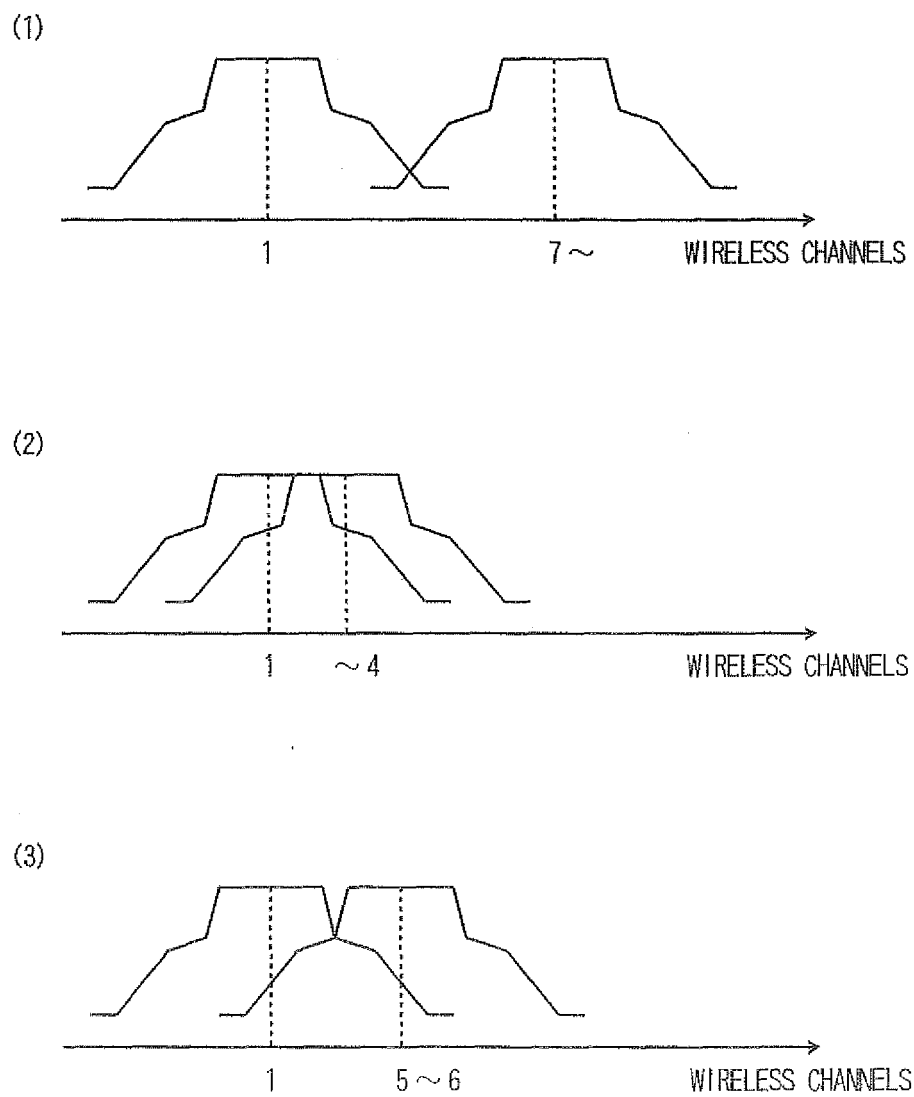 (1)
1 7～ WIRELESS CHANNELS
(2)
1 ～4 WIRELESS CHANNELS
(3)
1 5～6 WIRELESS CHANNELS